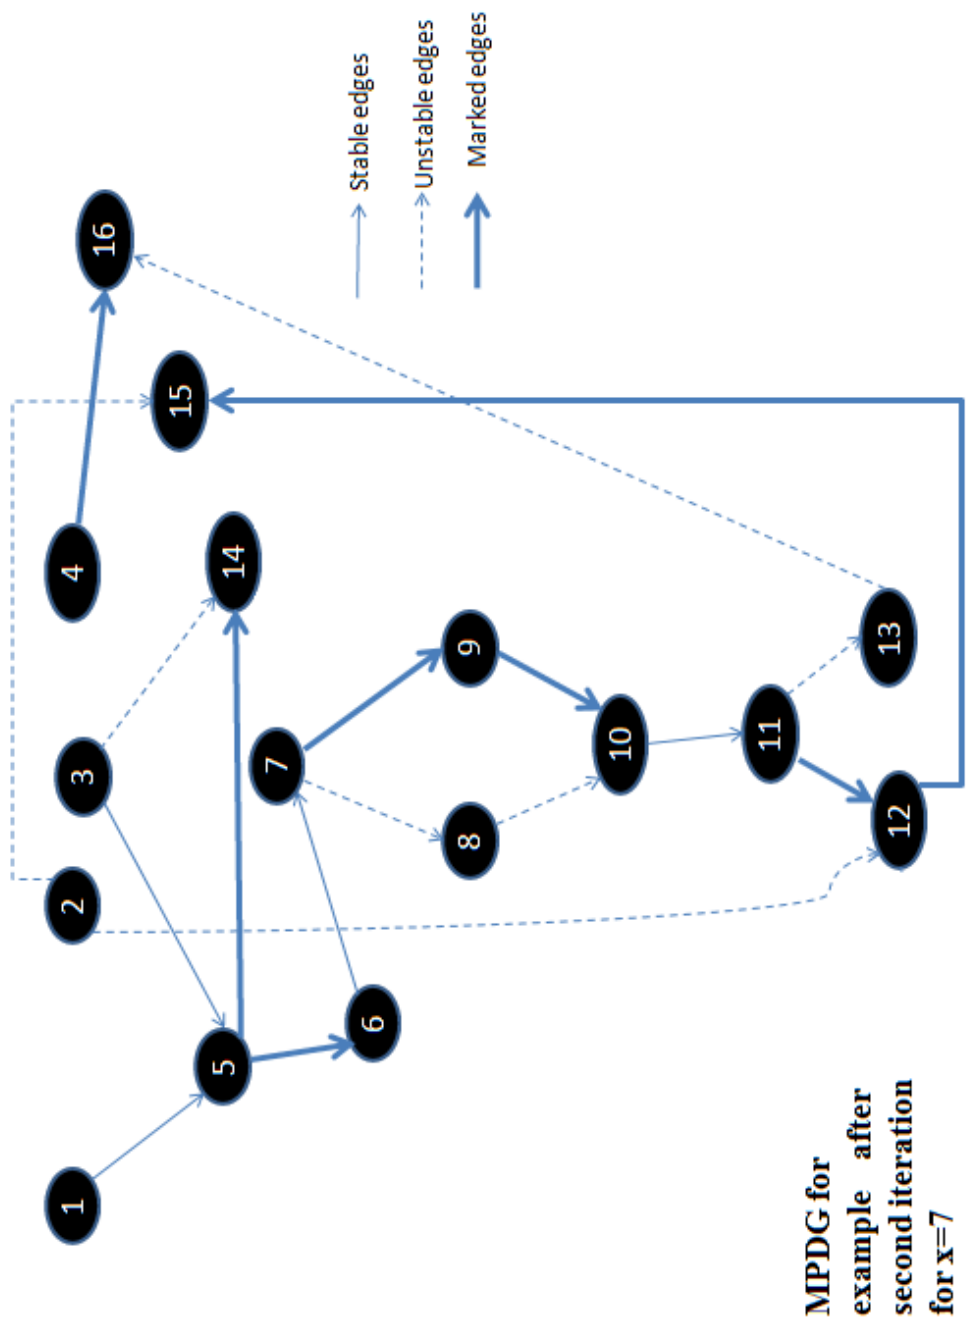 1
2
3
4
5
6
7
8
9
10
11
12
13
14
15
16
Stable edges
Unstable edges
Marked edges
MPDG for
example after
second iteration
for x=7